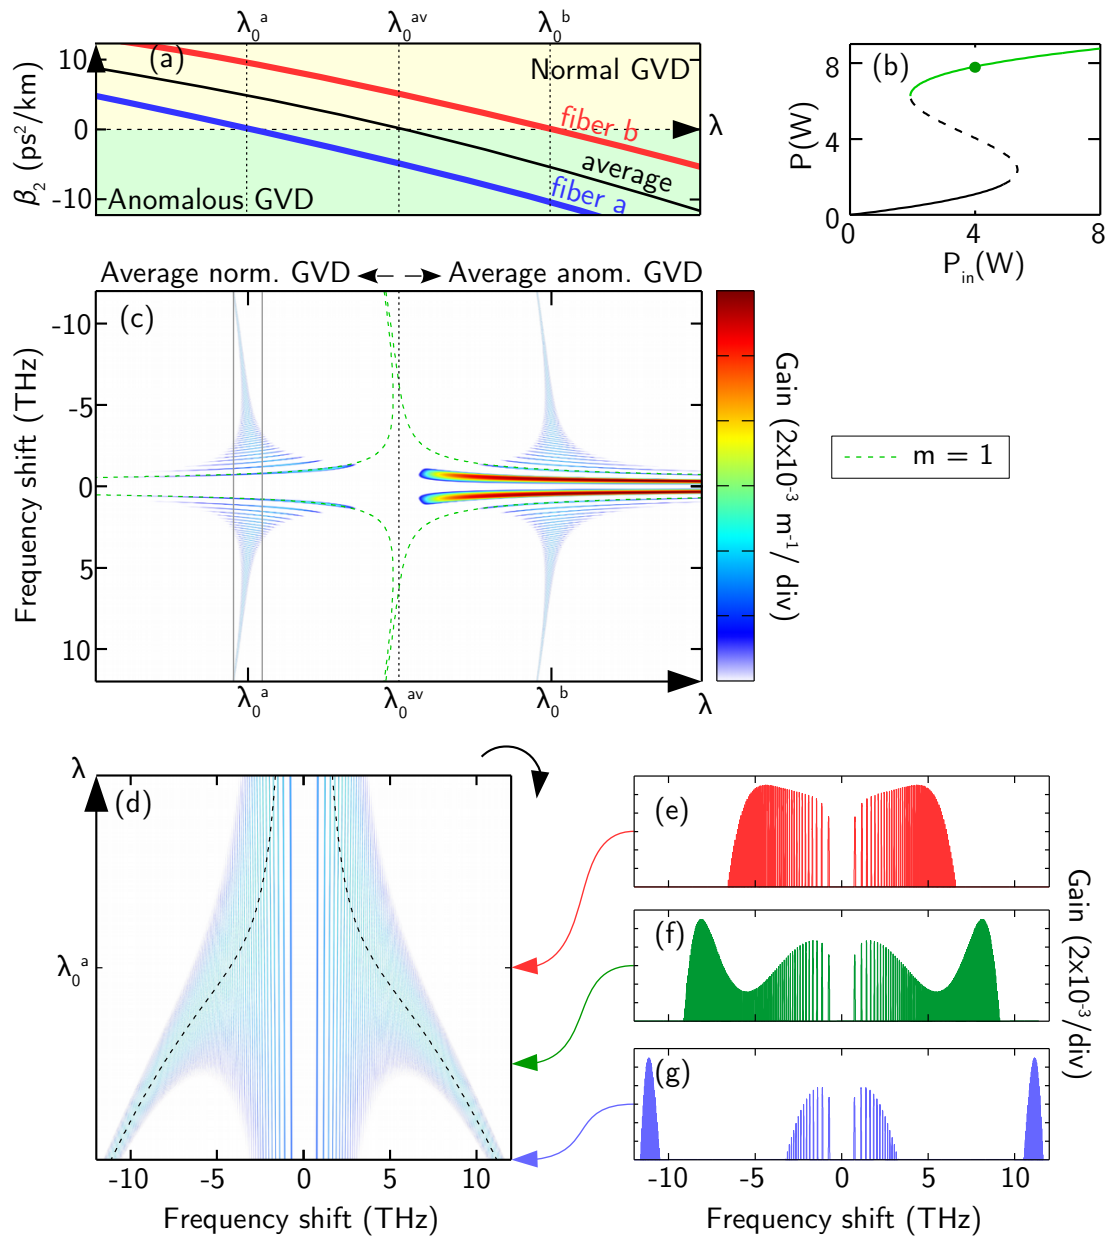 λ₀ᵃ λ₀ᵃᵛ λ₀ᵇ
(a)
Normal GVD
Anomalous GVD
fiber b
average
fiber a
β₂ (ps²/km)
10
0
-10
λ
(b)
P(W)
8
4
0
0 4 8
Pᵢₙ(W)
Average norm. GVD
Average anom. GVD
(c)
Frequency shift (THz)
-10
-5
0
5
10
λ₀ᵃ λ₀ᵃᵛ λ₀ᵇ λ
Gain (2x10⁻³ m⁻¹/ div)
m = 1
λ
(d)
λ₀ᵃ
-10 -5 0 5 10
Frequency shift (THz)
(e)
(f)
(g)
-10 -5 0 5 10
Frequency shift (THz)
Gain (2x10⁻³/div)